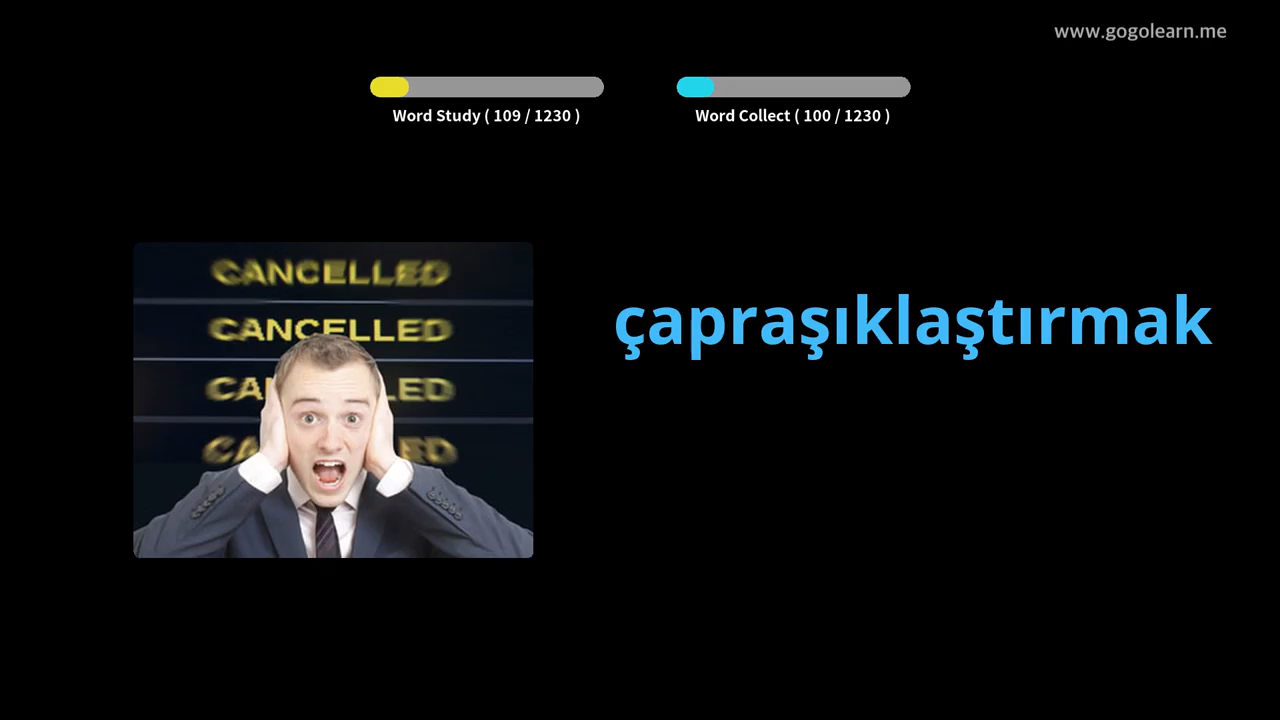 www.gogolearn.me
Word Study ( 109 / 1230 )
Word Collect ( 100 / 1230 )
CANCELLED
CANCELLED
çapraşıklaştırmak